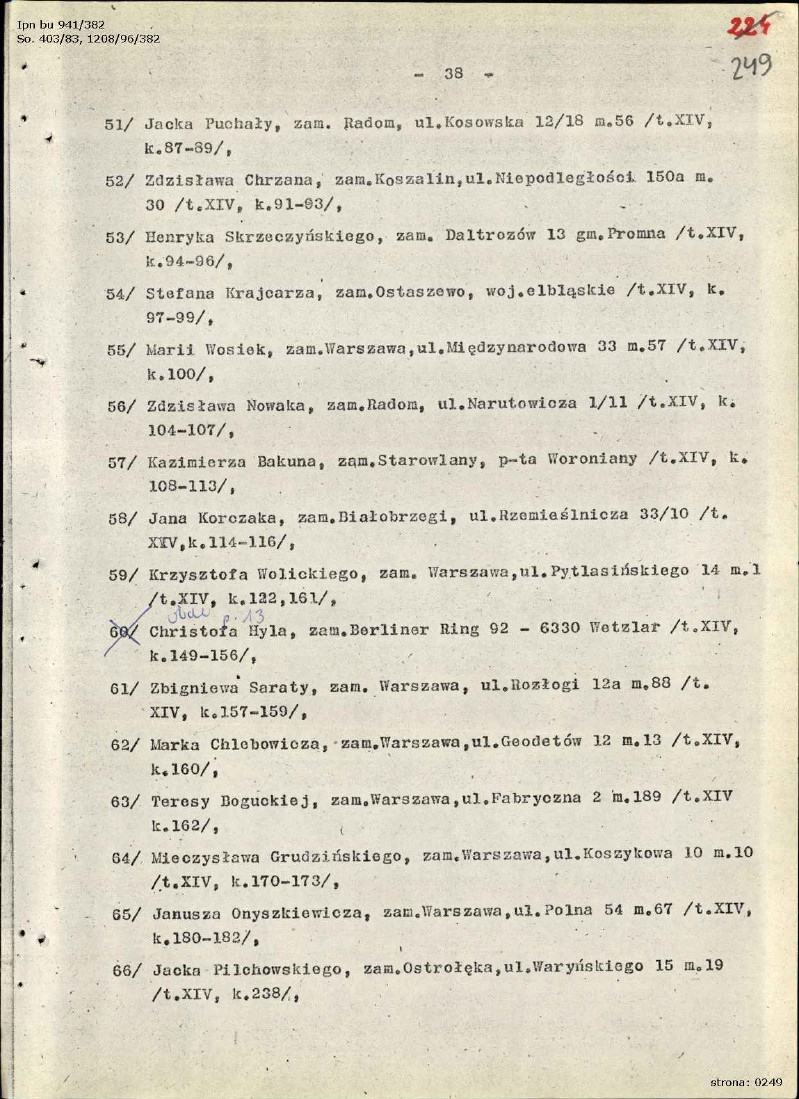 Ipn bu 941/382
So. 403/83, 1208/96/382
224
249
- 38 -
51/ Jacka Puchały, zam. Radom, ul.Kosowska 12/18 m.56 /t.XIV,
k.87-89/,
52/ Zdzisława Chrzana, zam.Koszalin,ul.Niepodległości 150a m.
30 /t.XIV, k.91-93/,
53/ Henryka Skrzeczyńskiego, zam. Daltrozów 13 gm.Promna /t.XIV,
k.94-96/,
54/ Stefana Krajcarza, zam.Ostaszewo, woj.elbląskie /t.XIV, k.
97-99/,
55/ Marii Wosiek, zam.Warszawa,ul.Międzynarodowa 33 m.57 /t.XIV,
k.100/,
56/ Zdzisława Nowaka, zam.Radom, ul.Narutowicza 1/11 /t.XIV, k.
104-107/,
57/ Kazimierza Bakuna, zam.Starowlany, p-ta Woroniany /t.XIV, k.
108-113/,
58/ Jana Korczaka, zam.Białobrzegi, ul.Rzemieślnicza 33/10 /t.
XIV,k.114-116/,
59/ Krzysztofa Wolickiego, zam. Warszawa,ul.Pytlasińskiego 14 m.1
/t.XIV, k.122,161/,
p. 13
60/ Christofa Hyla, zam.Berliner Ring 92 - 6330 Wetzlar /t.XIV,
k.149-156/,
61/ Zbigniewa Saraty, zam. Warszawa, ul.Rozłogi 12a m.88 /t.
XIV, k.157-159/,
62/ Marka Chlebowicza, zam.Warszawa,ul.Geodetów 12 m.13 /t.XIV,
k.160/,
63/ Teresy Boguckiej, zam.Warszawa,ul.Fabryczna 2 m.189 /t.XIV
k.162/,
64/ Mieczysława Grudzińskiego, zam.Warszawa,ul.Koszykowa 10 m.10
/t.XIV, k.170-173/,
65/ Janusza Onyszkiewicza, zam.Warszawa,ul.Polna 54 m.67 /t.XIV,
k.180-182/,
66/ Jacka Pilchowskiego, zam.Ostrołęka,ul.Waryńskiego 15 m.19
/t.XIV, k.238/,
strona: 0249